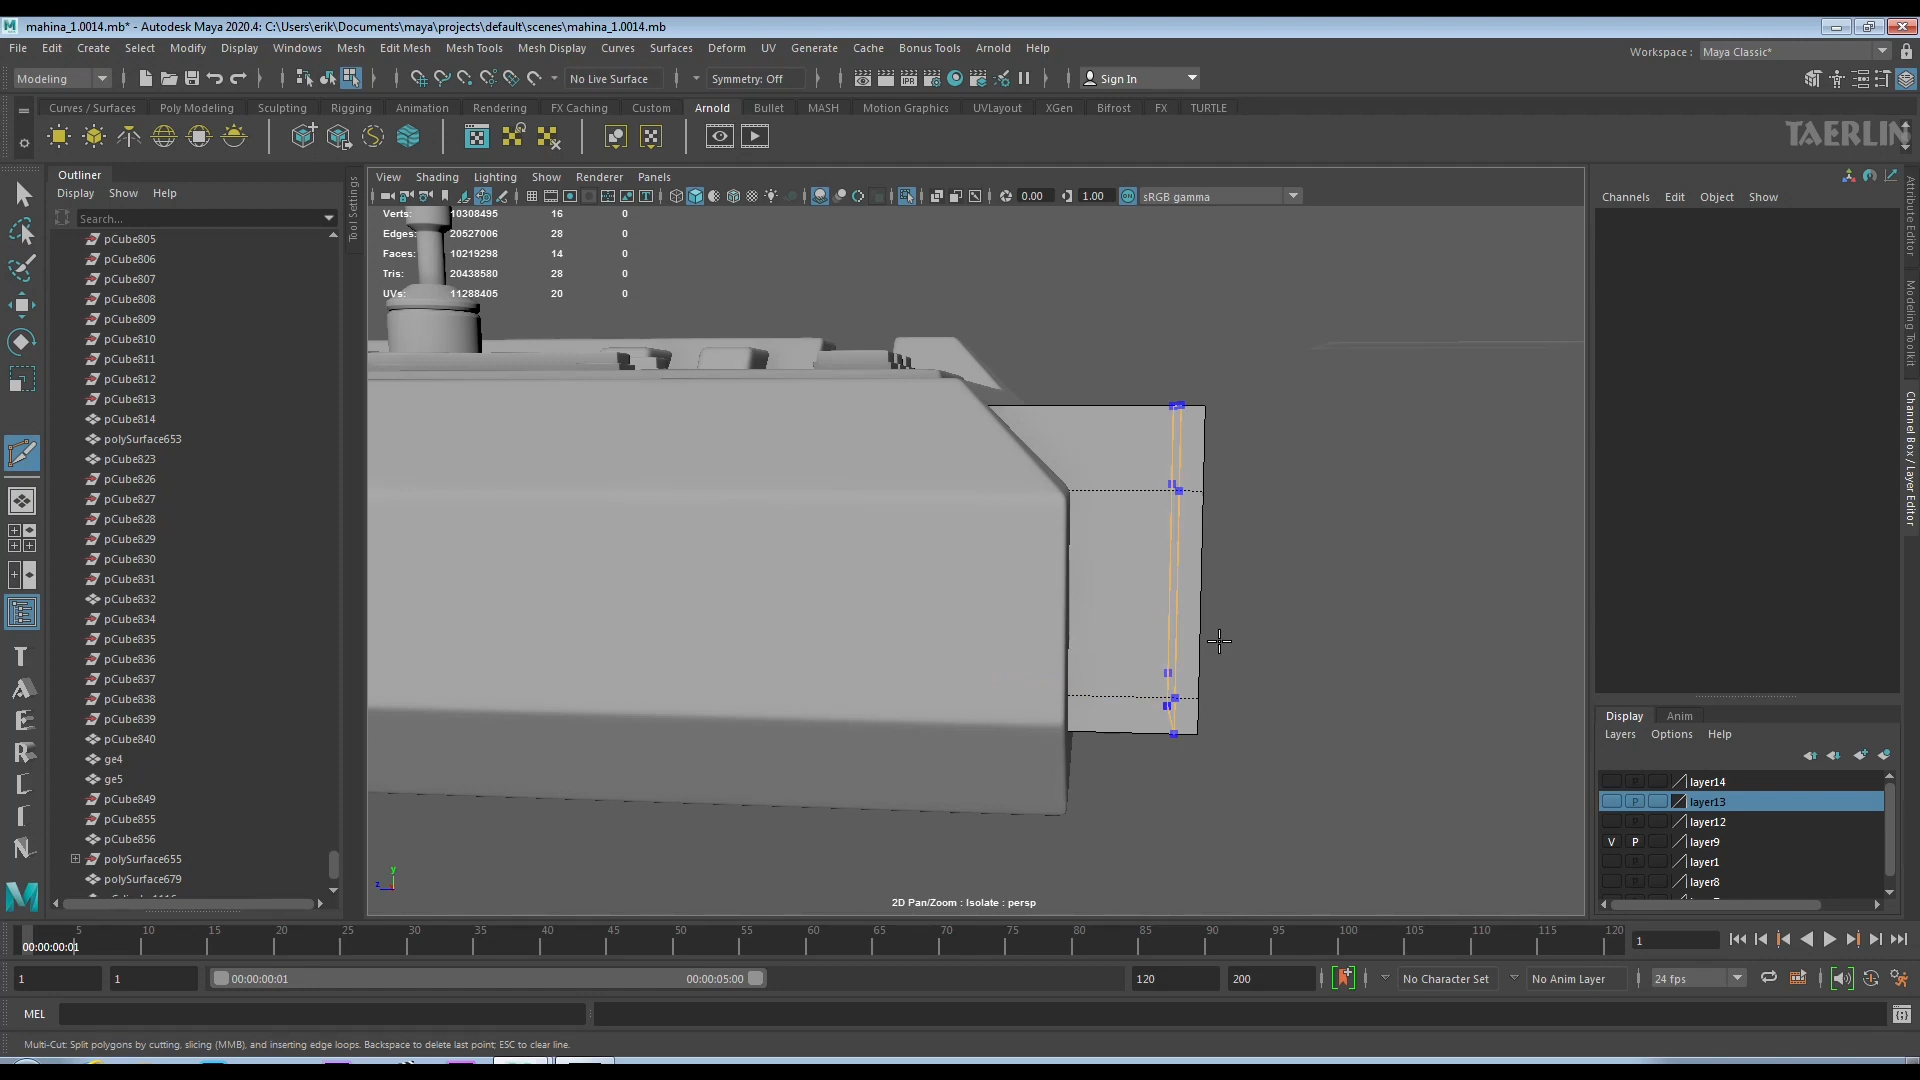 mahina_1.0014.mb* - Autodesk Maya 2020.4: C:\Users\erik\Documents\maya\projects\default\scenes\mahina_1.0014.mb
File Edit Create Select Modify Display Windows Mesh Edit Mesh Mesh Tools Mesh Display Curves Surfaces Deform UV Generate Cache Bonus Tools Arnold Help
Workspace : Maya Classic*
Modeling No Live Surface Symmetry: Off IPR Sign In
Curves / Surfaces Poly Modeling Sculpting Rigging Animation Rendering FX Caching Custom Arnold Bullet MASH Motion Graphics UVLayout XGen Bifrost FX TURTLE
TAERLIN
Outliner
Display Show Help
Search...
pCube805
pCube806
pCube807
pCube808
pCube809
pCube810
pCube811
pCube812
pCube813
pCube814
polySurface653
pCube823
pCube826
pCube827
pCube828
pCube829
pCube830
pCube831
pCube832
pCube834
pCube835
pCube836
pCube837
pCube838
pCube839
pCube840
ge4
ge5
pCube849
pCube855
pCube856
polySurface655
polySurface679
Tool Settings
View Shading Lighting Show Renderer Panels
0.00 1.00 sRGB gamma
Verts: 10308495 16 0
Edges: 20527006 28 0
Faces: 10219298 14 0
Tris: 20438580 28 0
UVs: 11288405 20 0
y
z
2D Pan/Zoom : Isolate : persp
Channels Edit Object Show
Attribute Editor
Modeling Toolkit
Channel Box / Layer Editor
Display Anim
Layers Options Help
P layer14
P layer13
P layer12
V P layer9
layer1
layer8
5 10 15 20 25 30 35 40 45 50 55 60 65 70 75 80 85 90 95 100 105 110 115 120
00:00:00:01
1
1 1 00:00:00:01 00:00:05:00 120 200 No Character Set No Anim Layer 24 fps
MEL
Multi-Cut: Split polygons by cutting, slicing (MMB), and inserting edge loops. Backspace to delete last point; ESC to clear line.